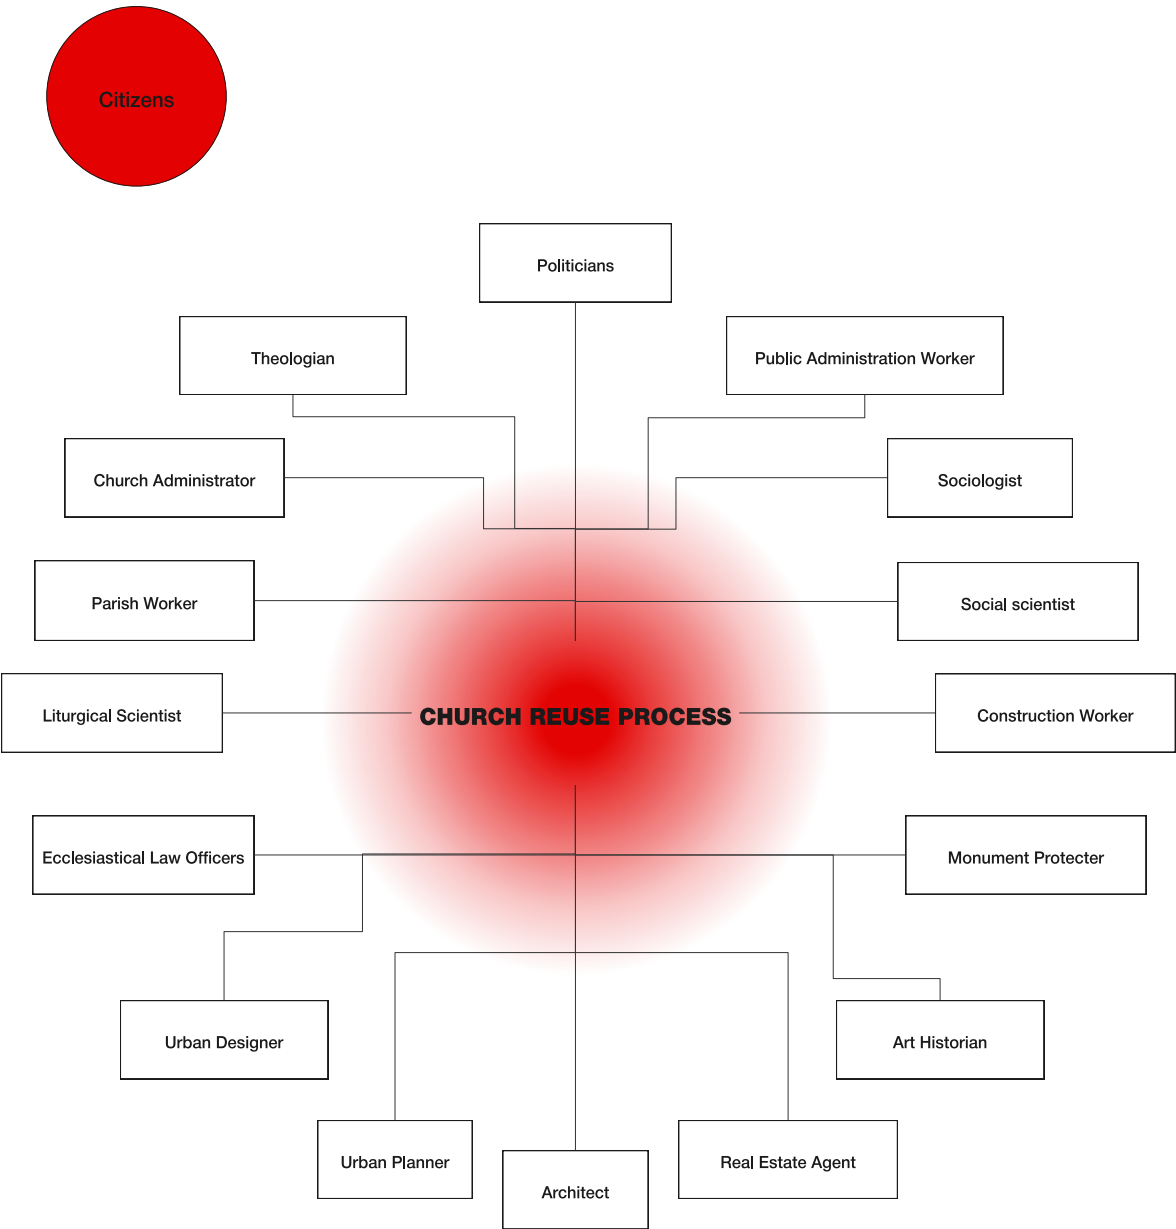 Citizens
Politicians
Theologian
Public Administration Worker
Church Administrator
Sociologist
Parish Worker
Social scientist
Liturgical Scientist
CHURCH REUSE PROCESS
Construction Worker
Ecclesiastical Law Officers
Monument Protecter
Urban Designer
Art Historian
Urban Planner
Real Estate Agent
Architect